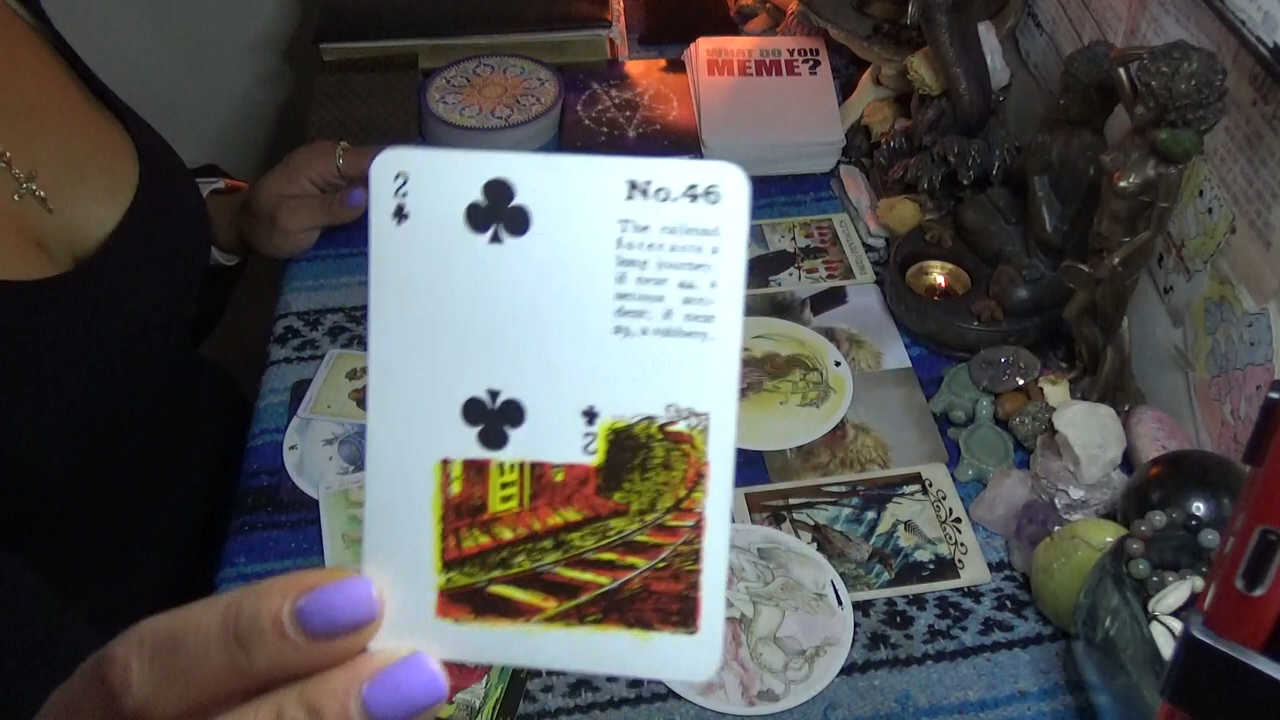 WHAT DO YOU
MEME?
2
No.46
The railroad
forecasts a
long journey
if near 44, a
serious acci-
dent; if near
a robbery.
2